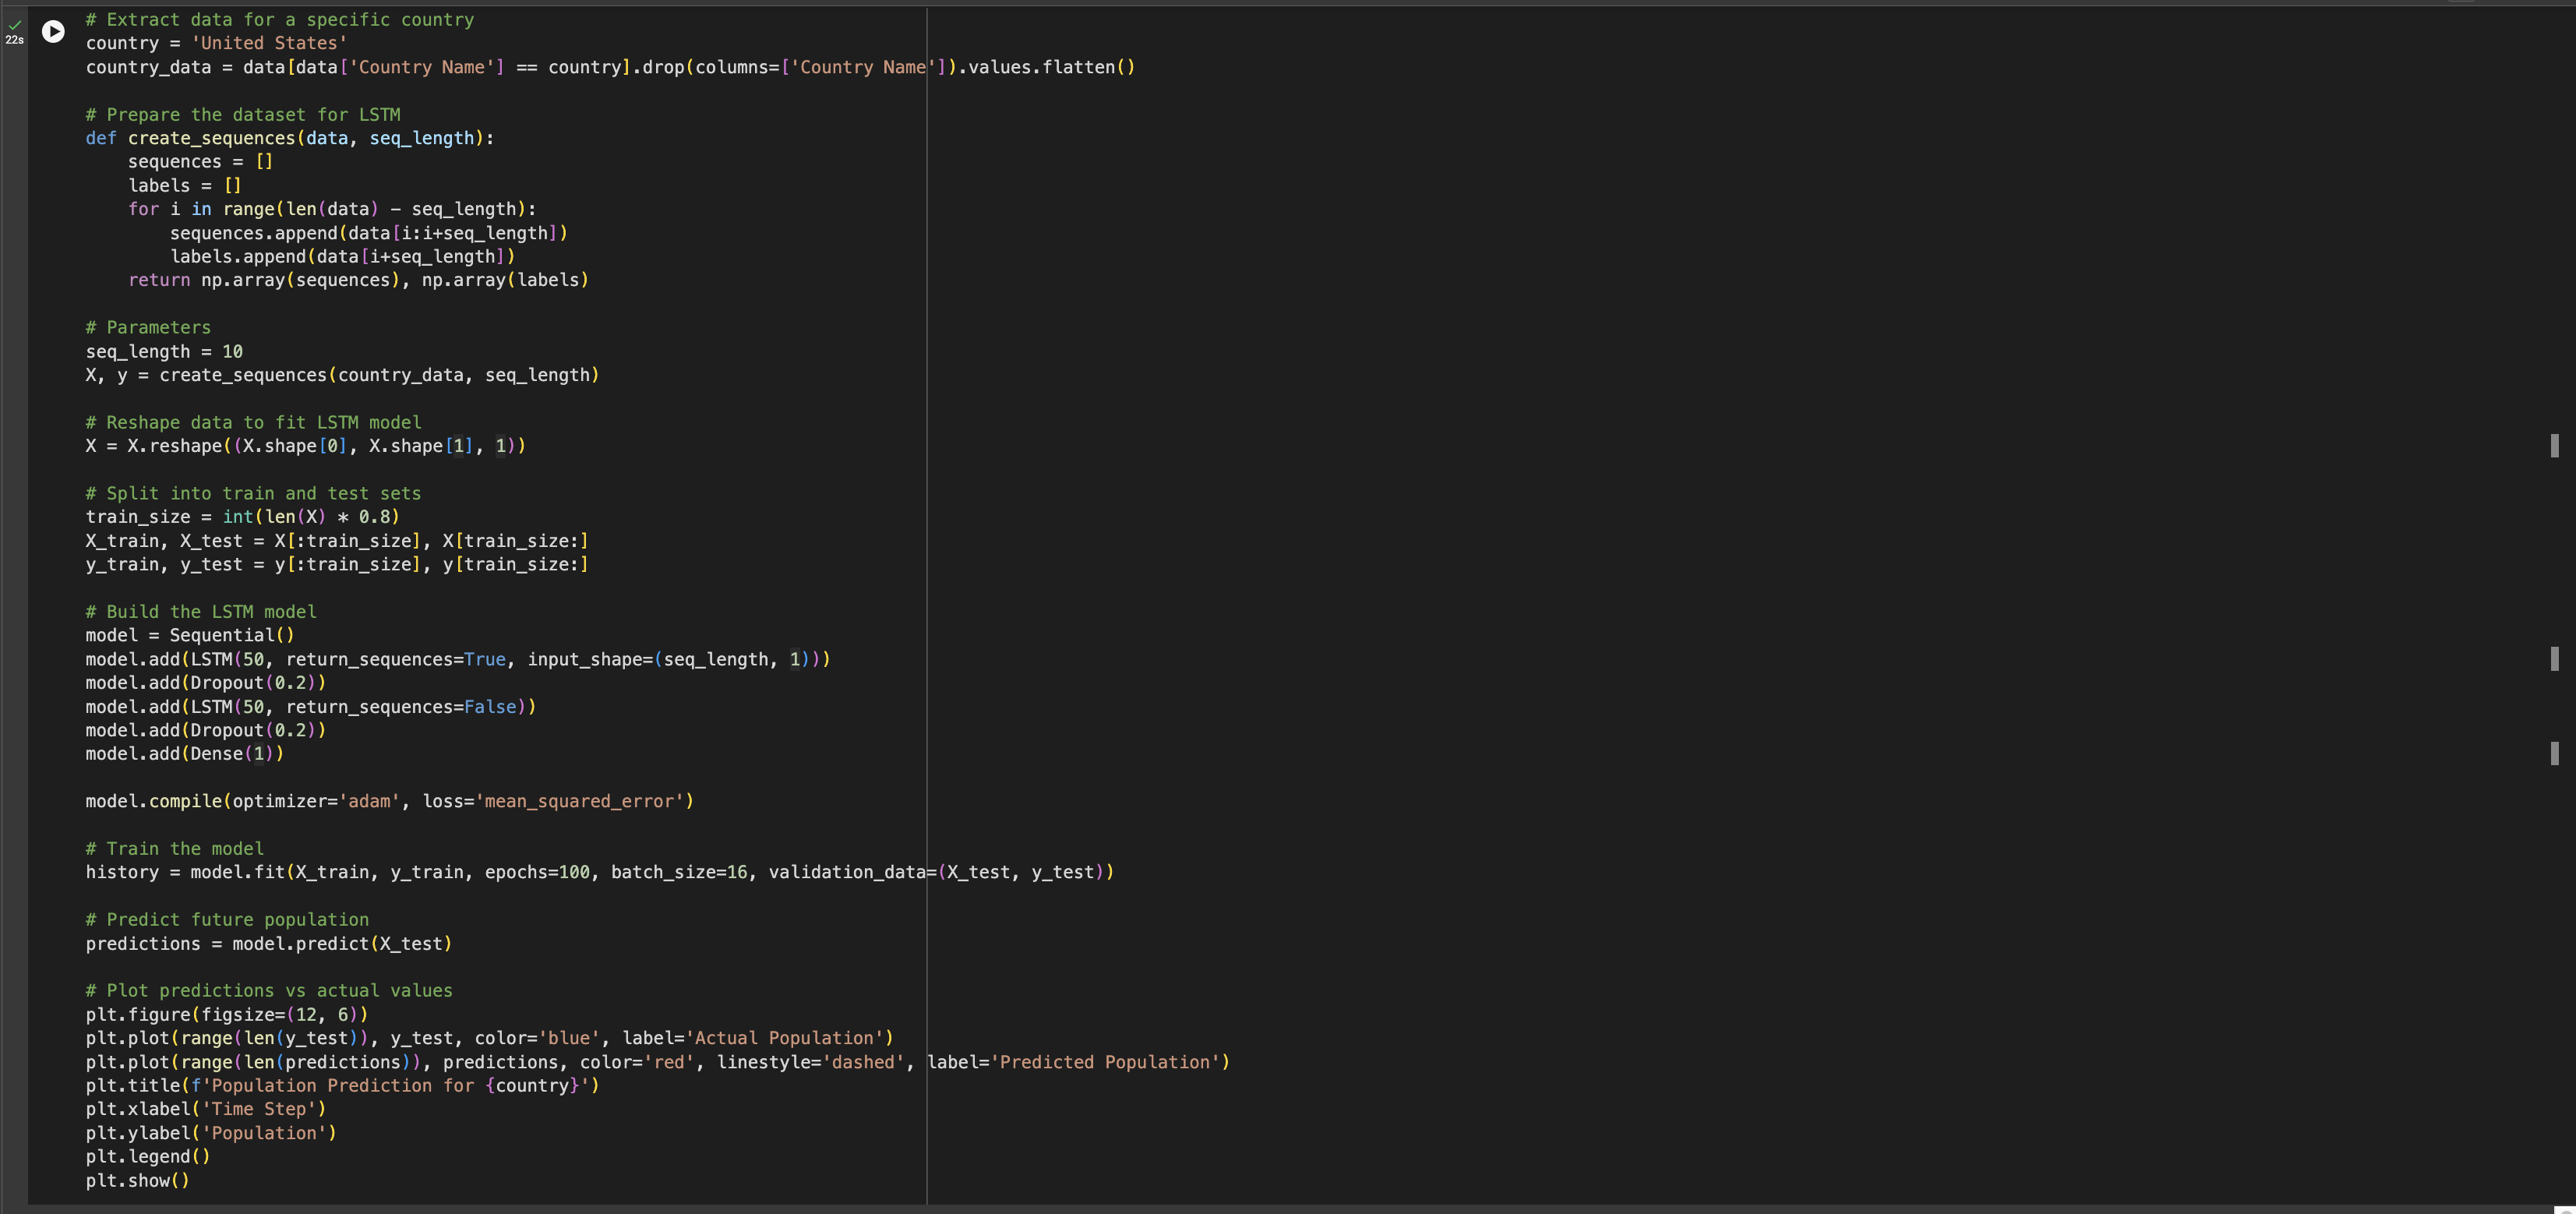 22s
# Extract data for a specific country
country = 'United States'
country_data = data[data['Country Name'] == country].drop(columns=['Country Name']).values.flatten()

# Prepare the dataset for LSTM
def create_sequences(data, seq_length):
    sequences = []
    labels = []
    for i in range(len(data) - seq_length):
        sequences.append(data[i:i+seq_length])
        labels.append(data[i+seq_length])
    return np.array(sequences), np.array(labels)

# Parameters
seq_length = 10
X, y = create_sequences(country_data, seq_length)

# Reshape data to fit LSTM model
X = X.reshape((X.shape[0], X.shape[1], 1))

# Split into train and test sets
train_size = int(len(X) * 0.8)
X_train, X_test = X[:train_size], X[train_size:]
y_train, y_test = y[:train_size], y[train_size:]

# Build the LSTM model
model = Sequential()
model.add(LSTM(50, return_sequences=True, input_shape=(seq_length, 1)))
model.add(Dropout(0.2))
model.add(LSTM(50, return_sequences=False))
model.add(Dropout(0.2))
model.add(Dense(1))

model.compile(optimizer='adam', loss='mean_squared_error')

# Train the model
history = model.fit(X_train, y_train, epochs=100, batch_size=16, validation_data=(X_test, y_test))

# Predict future population
predictions = model.predict(X_test)

# Plot predictions vs actual values
plt.figure(figsize=(12, 6))
plt.plot(range(len(y_test)), y_test, color='blue', label='Actual Population')
plt.plot(range(len(predictions)), predictions, color='red', linestyle='dashed', label='Predicted Population')
plt.title(f'Population Prediction for {country}')
plt.xlabel('Time Step')
plt.ylabel('Population')
plt.legend()
plt.show()